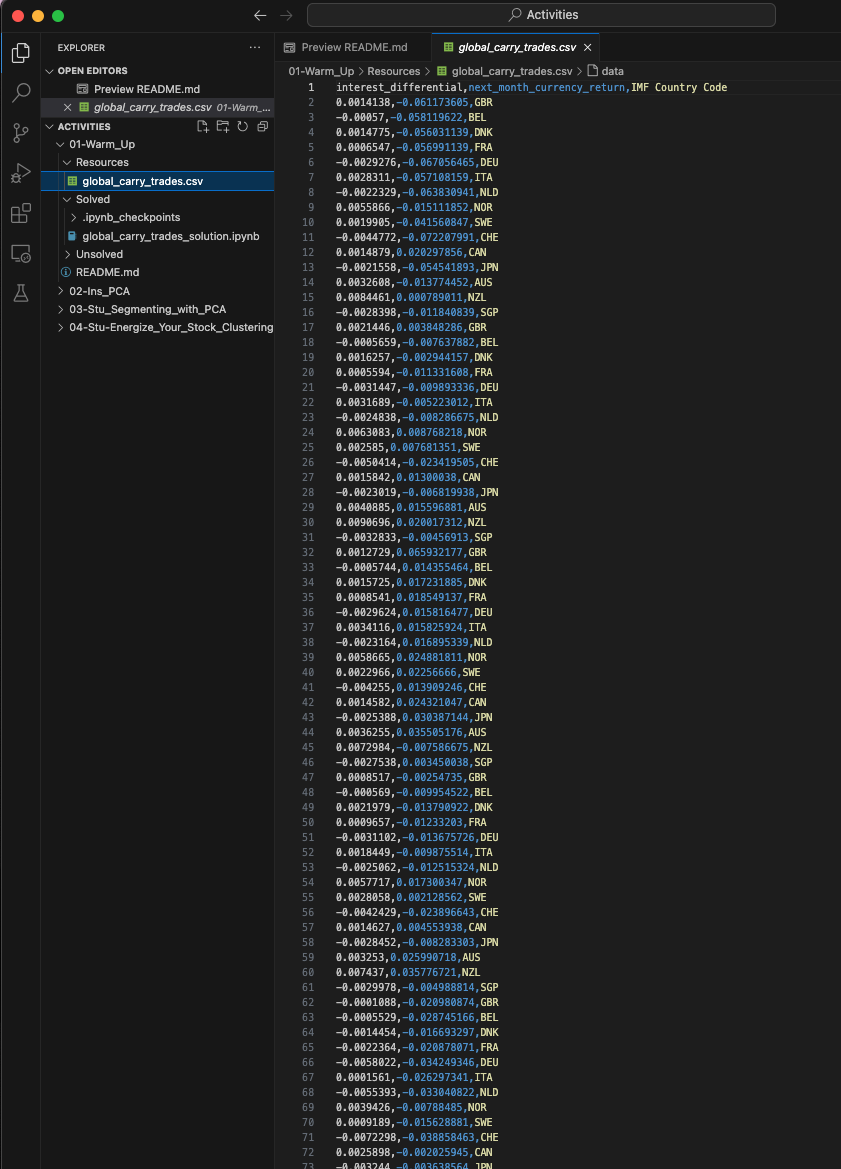 Activities
EXPLORER
OPEN EDITORS
Preview README.md
global_carry_trades.csv 01-Warm_...
ACTIVITIES
01-Warm_Up
Resources
global_carry_trades.csv
Solved
.ipynb_checkpoints
global_carry_trades_solution.ipynb
Unsolved
README.md
02-Ins_PCA
03-Stu_Segmenting_with_PCA
04-Stu-Energize_Your_Stock_Clustering
Preview README.md
global_carry_trades.csv
01-Warm_Up > Resources > global_carry_trades.csv > data
1 interest_differential,next_month_currency_return,IMF Country Code
2 0.0014138,-0.061173605,GBR
3 -0.00057,-0.058119622,BEL
4 0.0014775,-0.056031139,DNK
5 0.0006547,-0.056991139,FRA
6 -0.0029276,-0.067056465,DEU
7 0.0028311,-0.057108159,ITA
8 -0.0022329,-0.063830941,NLD
9 0.0055866,-0.015111852,NOR
10 0.0019905,-0.041560847,SWE
11 -0.0044772,-0.072207991,CHE
12 0.0014879,0.020297856,CAN
13 -0.0021558,-0.054541893,JPN
14 0.0032608,-0.013774452,AUS
15 0.0084461,0.000789011,NZL
16 -0.0028398,-0.011840839,SGP
17 0.0021446,0.003848286,GBR
18 -0.0005659,-0.007637882,BEL
19 0.0016257,-0.002944157,DNK
20 0.0005594,-0.011331608,FRA
21 -0.0031447,-0.009893336,DEU
22 0.0031689,-0.005223012,ITA
23 -0.0024838,-0.008286675,NLD
24 0.0063083,0.008768218,NOR
25 0.002585,0.007681351,SWE
26 -0.0050414,-0.023419505,CHE
27 0.0015842,0.01300038,CAN
28 -0.0023019,-0.006819938,JPN
29 0.0040885,0.015596881,AUS
30 0.0090696,0.020017312,NZL
31 -0.0032833,-0.00456913,SGP
32 0.0012729,0.065932177,GBR
33 -0.0005744,0.014355464,BEL
34 0.0015725,0.017231885,DNK
35 0.0008541,0.018549137,FRA
36 -0.0029624,0.015816477,DEU
37 0.0034116,0.015825924,ITA
38 -0.0023164,0.016895339,NLD
39 0.0058665,0.024881811,NOR
40 0.0022966,0.02256666,SWE
41 -0.004255,0.013909246,CHE
42 0.0014582,0.024321047,CAN
43 -0.0025388,0.030387144,JPN
44 0.0036255,0.035505176,AUS
45 0.0072984,-0.007586675,NZL
46 -0.0027538,0.003450038,SGP
47 0.0008517,-0.00254735,GBR
48 -0.000569,-0.009954522,BEL
49 0.0021979,-0.013790922,DNK
50 0.0009657,-0.01233203,FRA
51 -0.0031102,-0.013675726,DEU
52 0.0018449,-0.009875514,ITA
53 -0.0025062,-0.012515324,NLD
54 0.0057717,0.017300347,NOR
55 0.0028058,0.002128562,SWE
56 -0.0042429,-0.023896643,CHE
57 0.0014627,0.004553938,CAN
58 -0.0028452,-0.008283303,JPN
59 0.003253,0.025990718,AUS
60 0.007437,0.035776721,NZL
61 -0.0029978,-0.004988814,SGP
62 -0.0001088,-0.020980874,GBR
63 -0.0005529,-0.028745166,BEL
64 -0.0014454,-0.016693297,DNK
65 -0.0022364,-0.020878071,FRA
66 -0.0058022,-0.034249346,DEU
67 0.0001561,-0.026297341,ITA
68 -0.0055393,-0.033040822,NLD
69 0.0039426,-0.00788485,NOR
70 0.0009189,-0.015628881,SWE
71 -0.0072298,-0.038858463,CHE
72 0.0025898,-0.002025945,CAN
73 -0.003244,-0.003638564,JPN